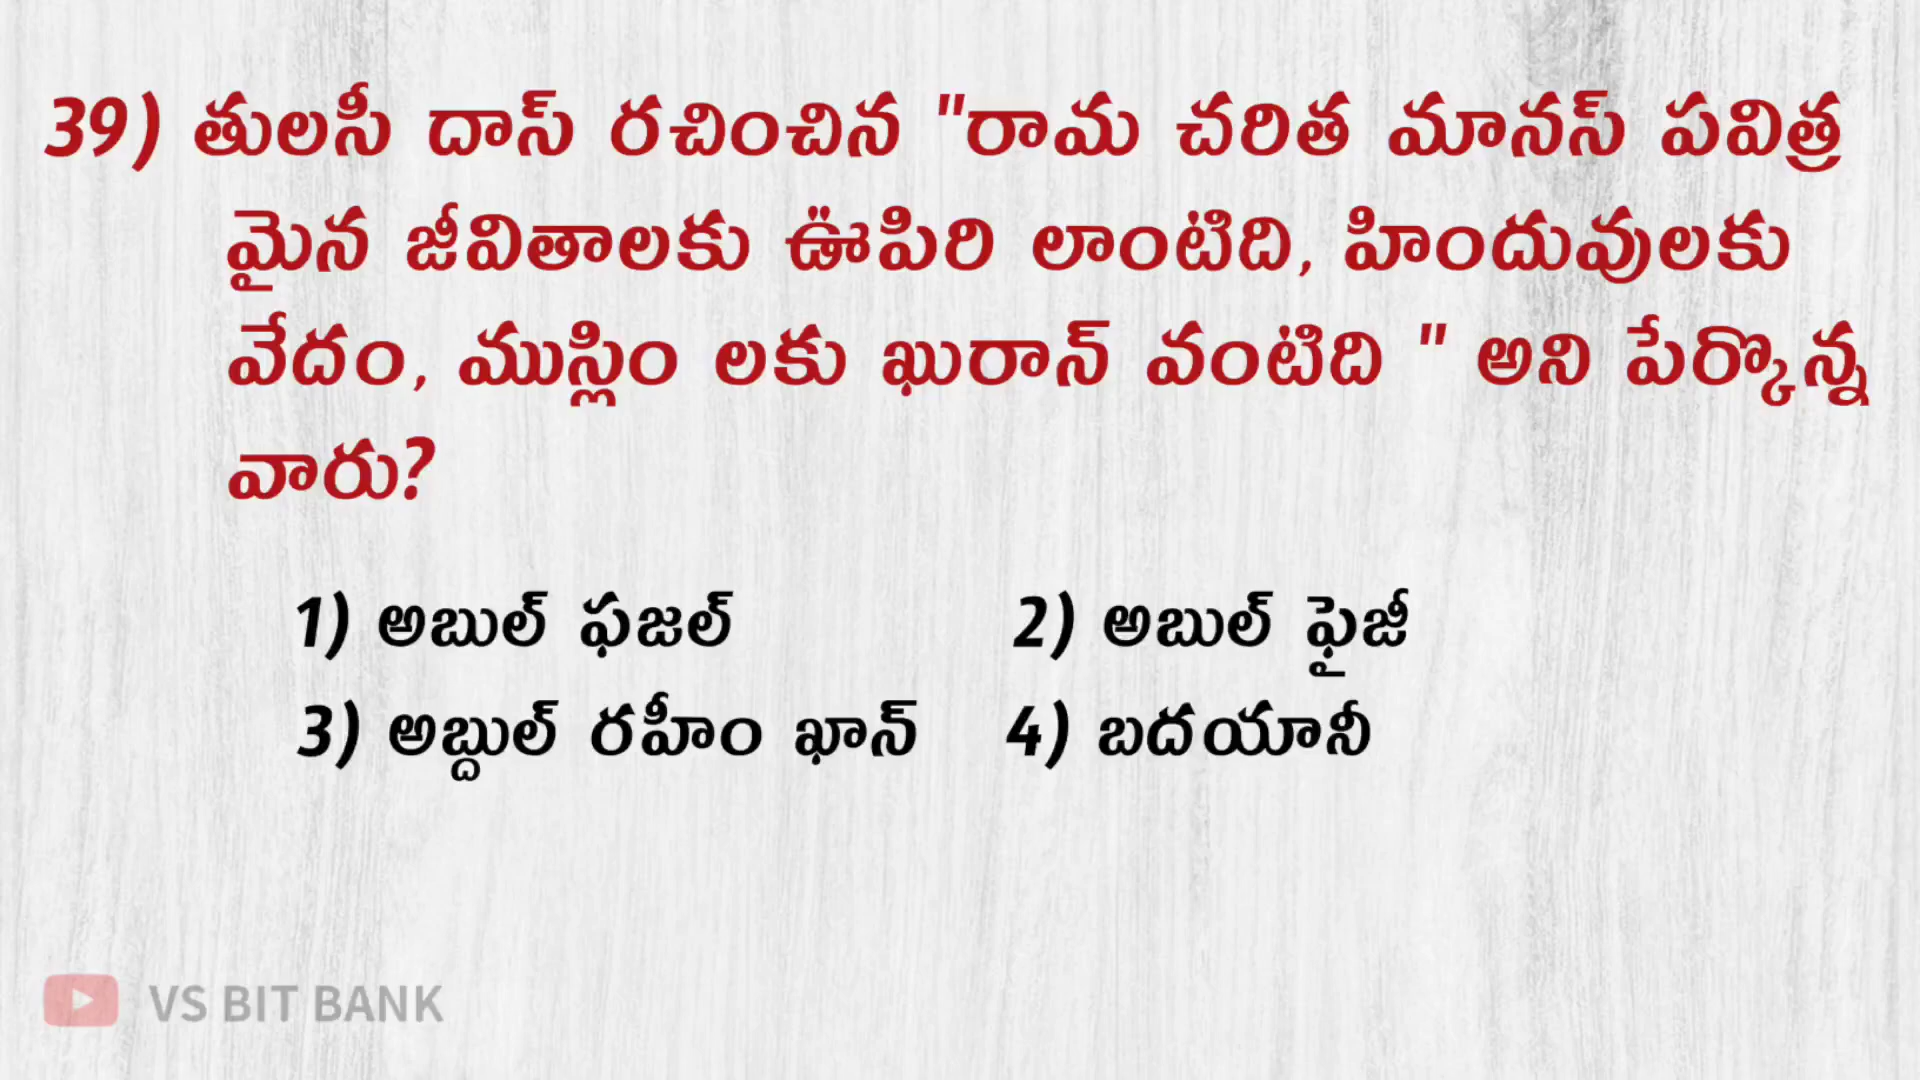 39) తులసీ దాస్ రచించిన "రామ చరిత మానస్ పవిత్ర
మైన జీవితాలకు ఊపిరి లాంటిది, హిందువులకు
వేదం, ముస్లిం లకు ఖురాన్ వంటిది " అని పేర్కొన్న
వారు?
1) అబుల్ ఫజల్ 2) అబుల్ ఫైజీ
3) అబ్దుల్ రహీం ఖాన్ 4) బదయానీ
VS BIT BANK